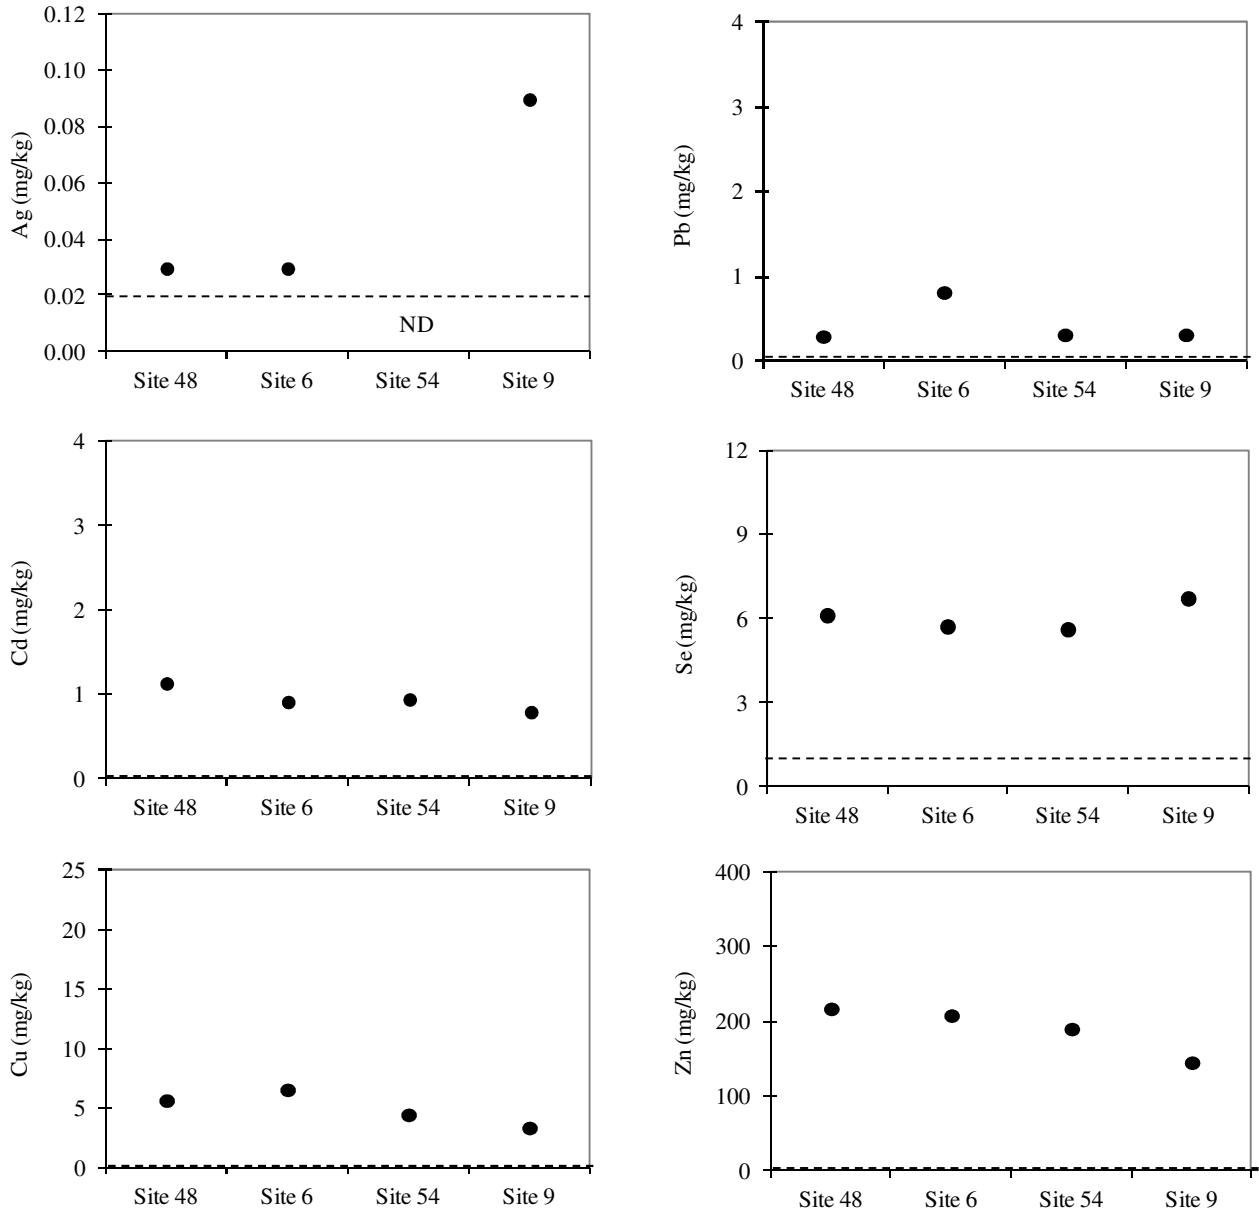 Ag (mg/kg)
0.12
0.10
0.08
0.06
0.04
0.02
0.00
ND
Site 48 Site 6 Site 54 Site 9
Pb (mg/kg)
4
3
2
1
0
Site 48 Site 6 Site 54 Site 9
Cd (mg/kg)
4
3
2
1
0
Site 48 Site 6 Site 54 Site 9
Se (mg/kg)
12
9
6
3
0
Site 48 Site 6 Site 54 Site 9
Cu (mg/kg)
25
20
15
10
5
0
Site 48 Site 6 Site 54 Site 9
Zn (mg/kg)
400
300
200
100
0
Site 48 Site 6 Site 54 Site 9